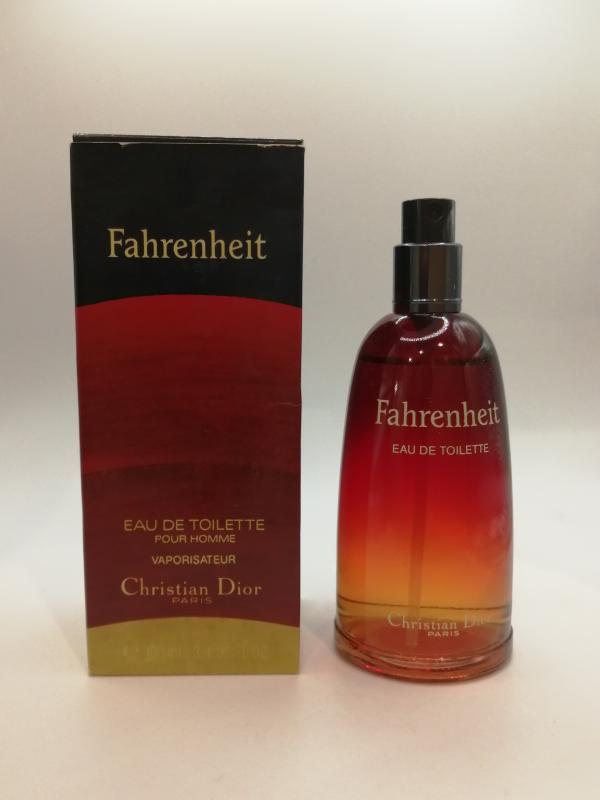 Fahrenheit
EAU DE TOILETTE
POUR HOMME
VAPORISATEUR
Christian Dior
PARIS
Fahrenheit
EAU DE TOILETTE
Christian Dior
PARIS